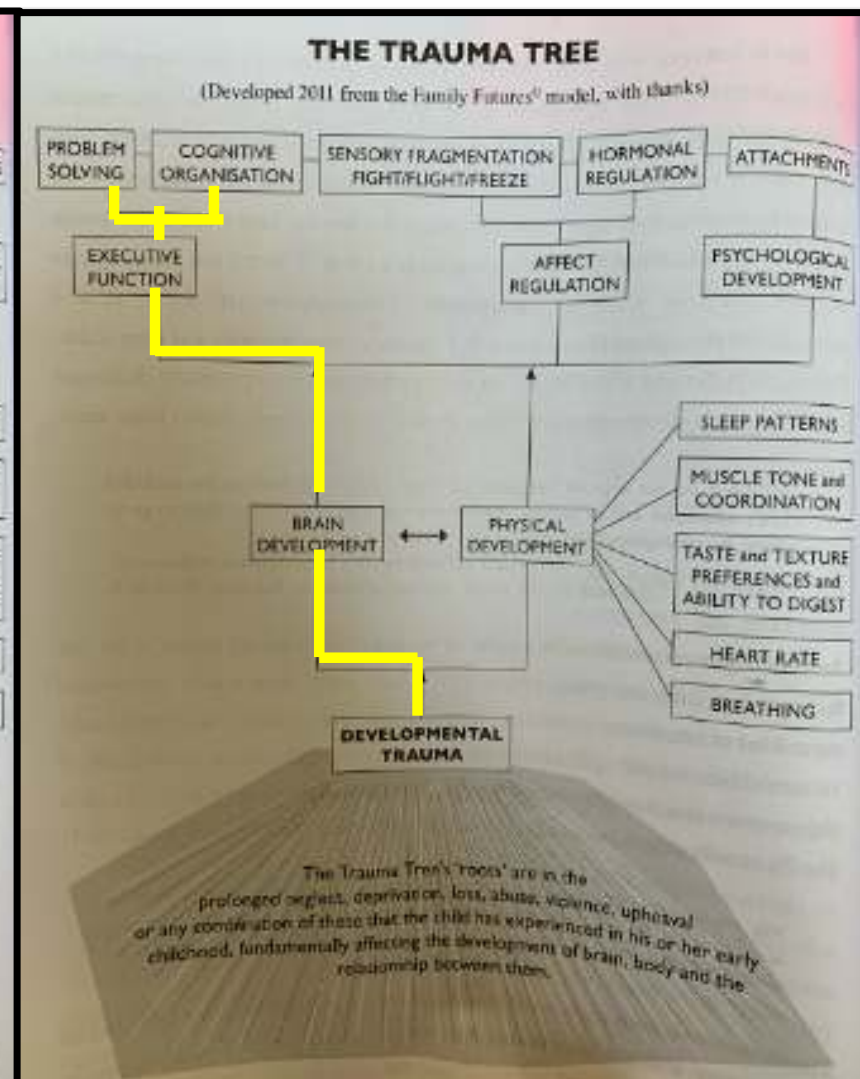 THE TRAUMA TREE
(Developed 2011 from the Family Futures® model, with thanks)
PROBLEM
SOLVING
COGNITIVE
ORGANISATION
SENSORY FRAGMENTATION
FIGHT/FLIGHT/FREEZE
HORMONAL
REGULATION
ATTACHMENTS
EXECUTIVE
FUNCTION
AFFECT
REGULATION
PSYCHOLOGICAL
DEVELOPMENT
SLEEP PATTERNS
MUSCLE TONE and
COORDINATION
BRAIN
DEVELOPMENT
PHYSICAL
DEVELOPMENT
TASTE and TEXTURE
PREFERENCES and
ABILITY TO DIGEST
HEART RATE
BREATHING
DEVELOPMENTAL
TRAUMA
The Trauma Tree's 'roots' are in the
prolonged neglect, deprivation, loss, abuse, violence, upheaval
or any combination of these that the child has experienced in his or her early
childhood, fundamentally affecting the development of brain, body and the
relationship between them.